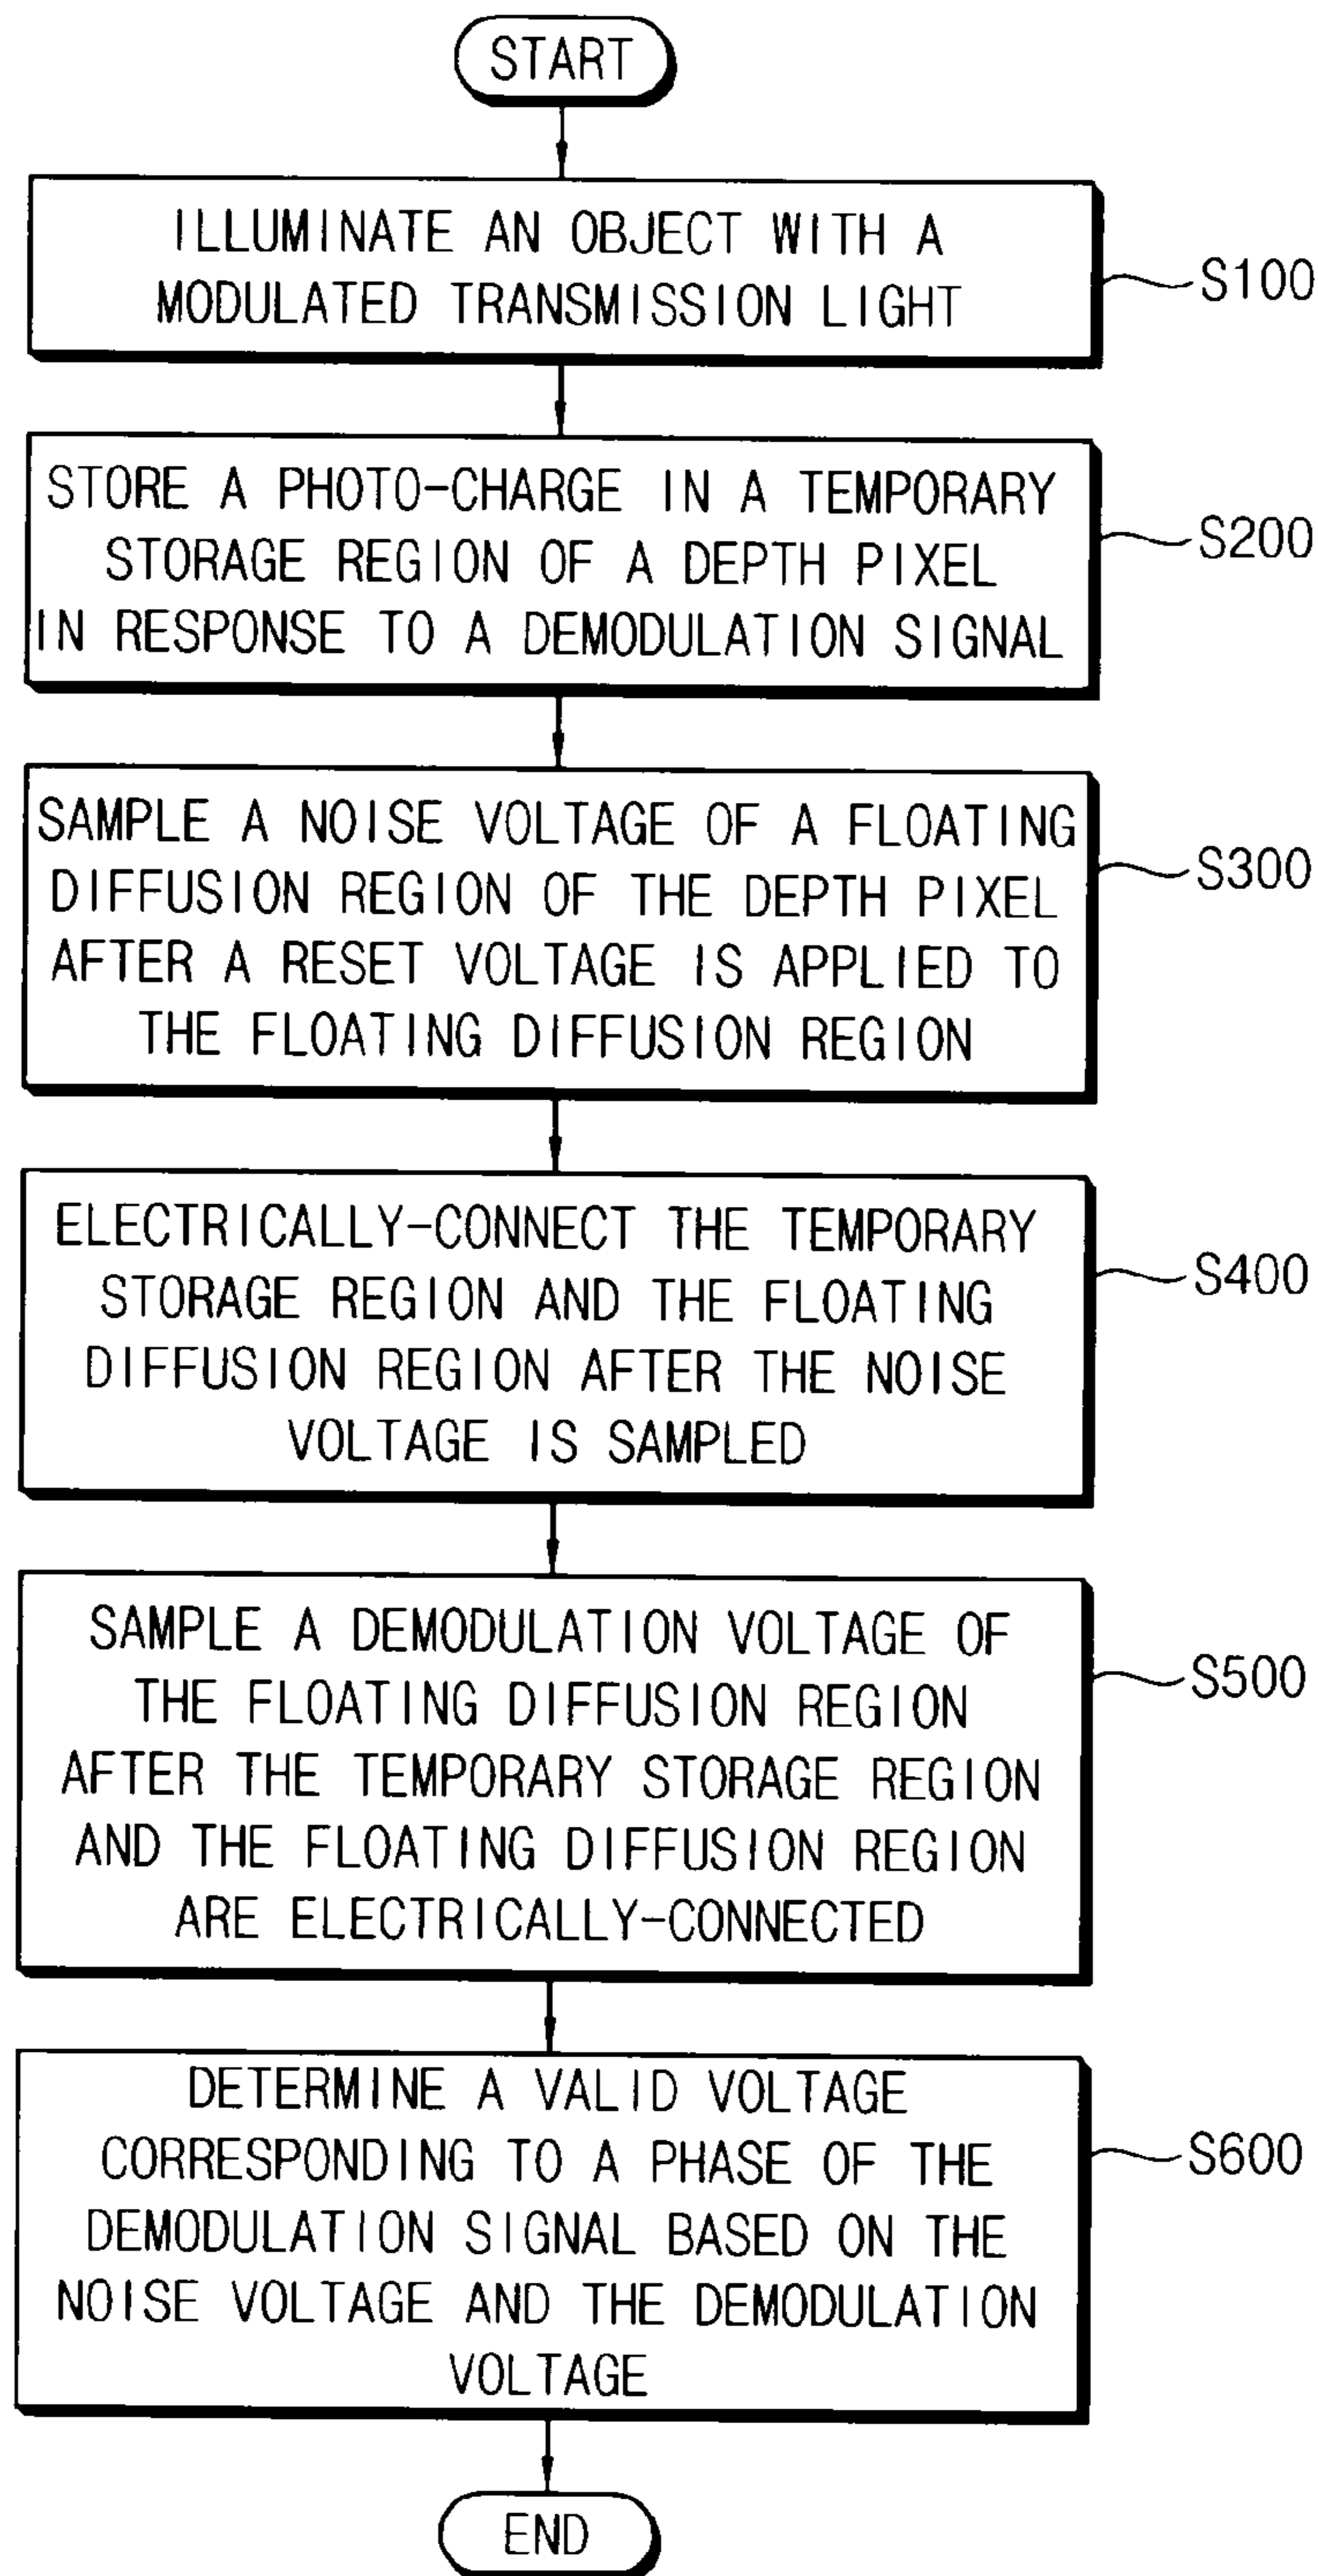 START
ILLUMINATE AN OBJECT WITH A
MODULATED TRANSMISSION LIGHT
S100
STORE A PHOTO-CHARGE IN A TEMPORARY
STORAGE REGION OF A DEPTH PIXEL
IN RESPONSE TO A DEMODULATION SIGNAL
S200
SAMPLE A NOISE VOLTAGE OF A FLOATING
DIFFUSION REGION OF THE DEPTH PIXEL
AFTER A RESET VOLTAGE IS APPLIED TO
THE FLOATING DIFFUSION REGION
S300
ELECTRICALLY-CONNECT THE TEMPORARY
STORAGE REGION AND THE FLOATING
DIFFUSION REGION AFTER THE NOISE
VOLTAGE IS SAMPLED
S400
SAMPLE A DEMODULATION VOLTAGE OF
THE FLOATING DIFFUSION REGION
AFTER THE TEMPORARY STORAGE REGION
AND THE FLOATING DIFFUSION REGION
ARE ELECTRICALLY-CONNECTED
S500
DETERMINE A VALID VOLTAGE
CORRESPONDING TO A PHASE OF THE
DEMODULATION SIGNAL BASED ON THE
NOISE VOLTAGE AND THE DEMODULATION
VOLTAGE
S600
END